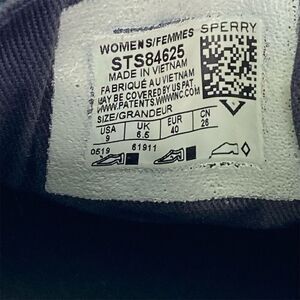 WOMENS/FEMMES
SPERRY
STS84625
MADE IN VIETNAM
FABRIQUÉ AU VIETNAM
MAY BE COVERED BY US PAT.
WWW.PATENTS.WWWINC.COM
SIZE/GRANDEUR
USA UK EUR CN
9 6.5 40 26
0519 61911